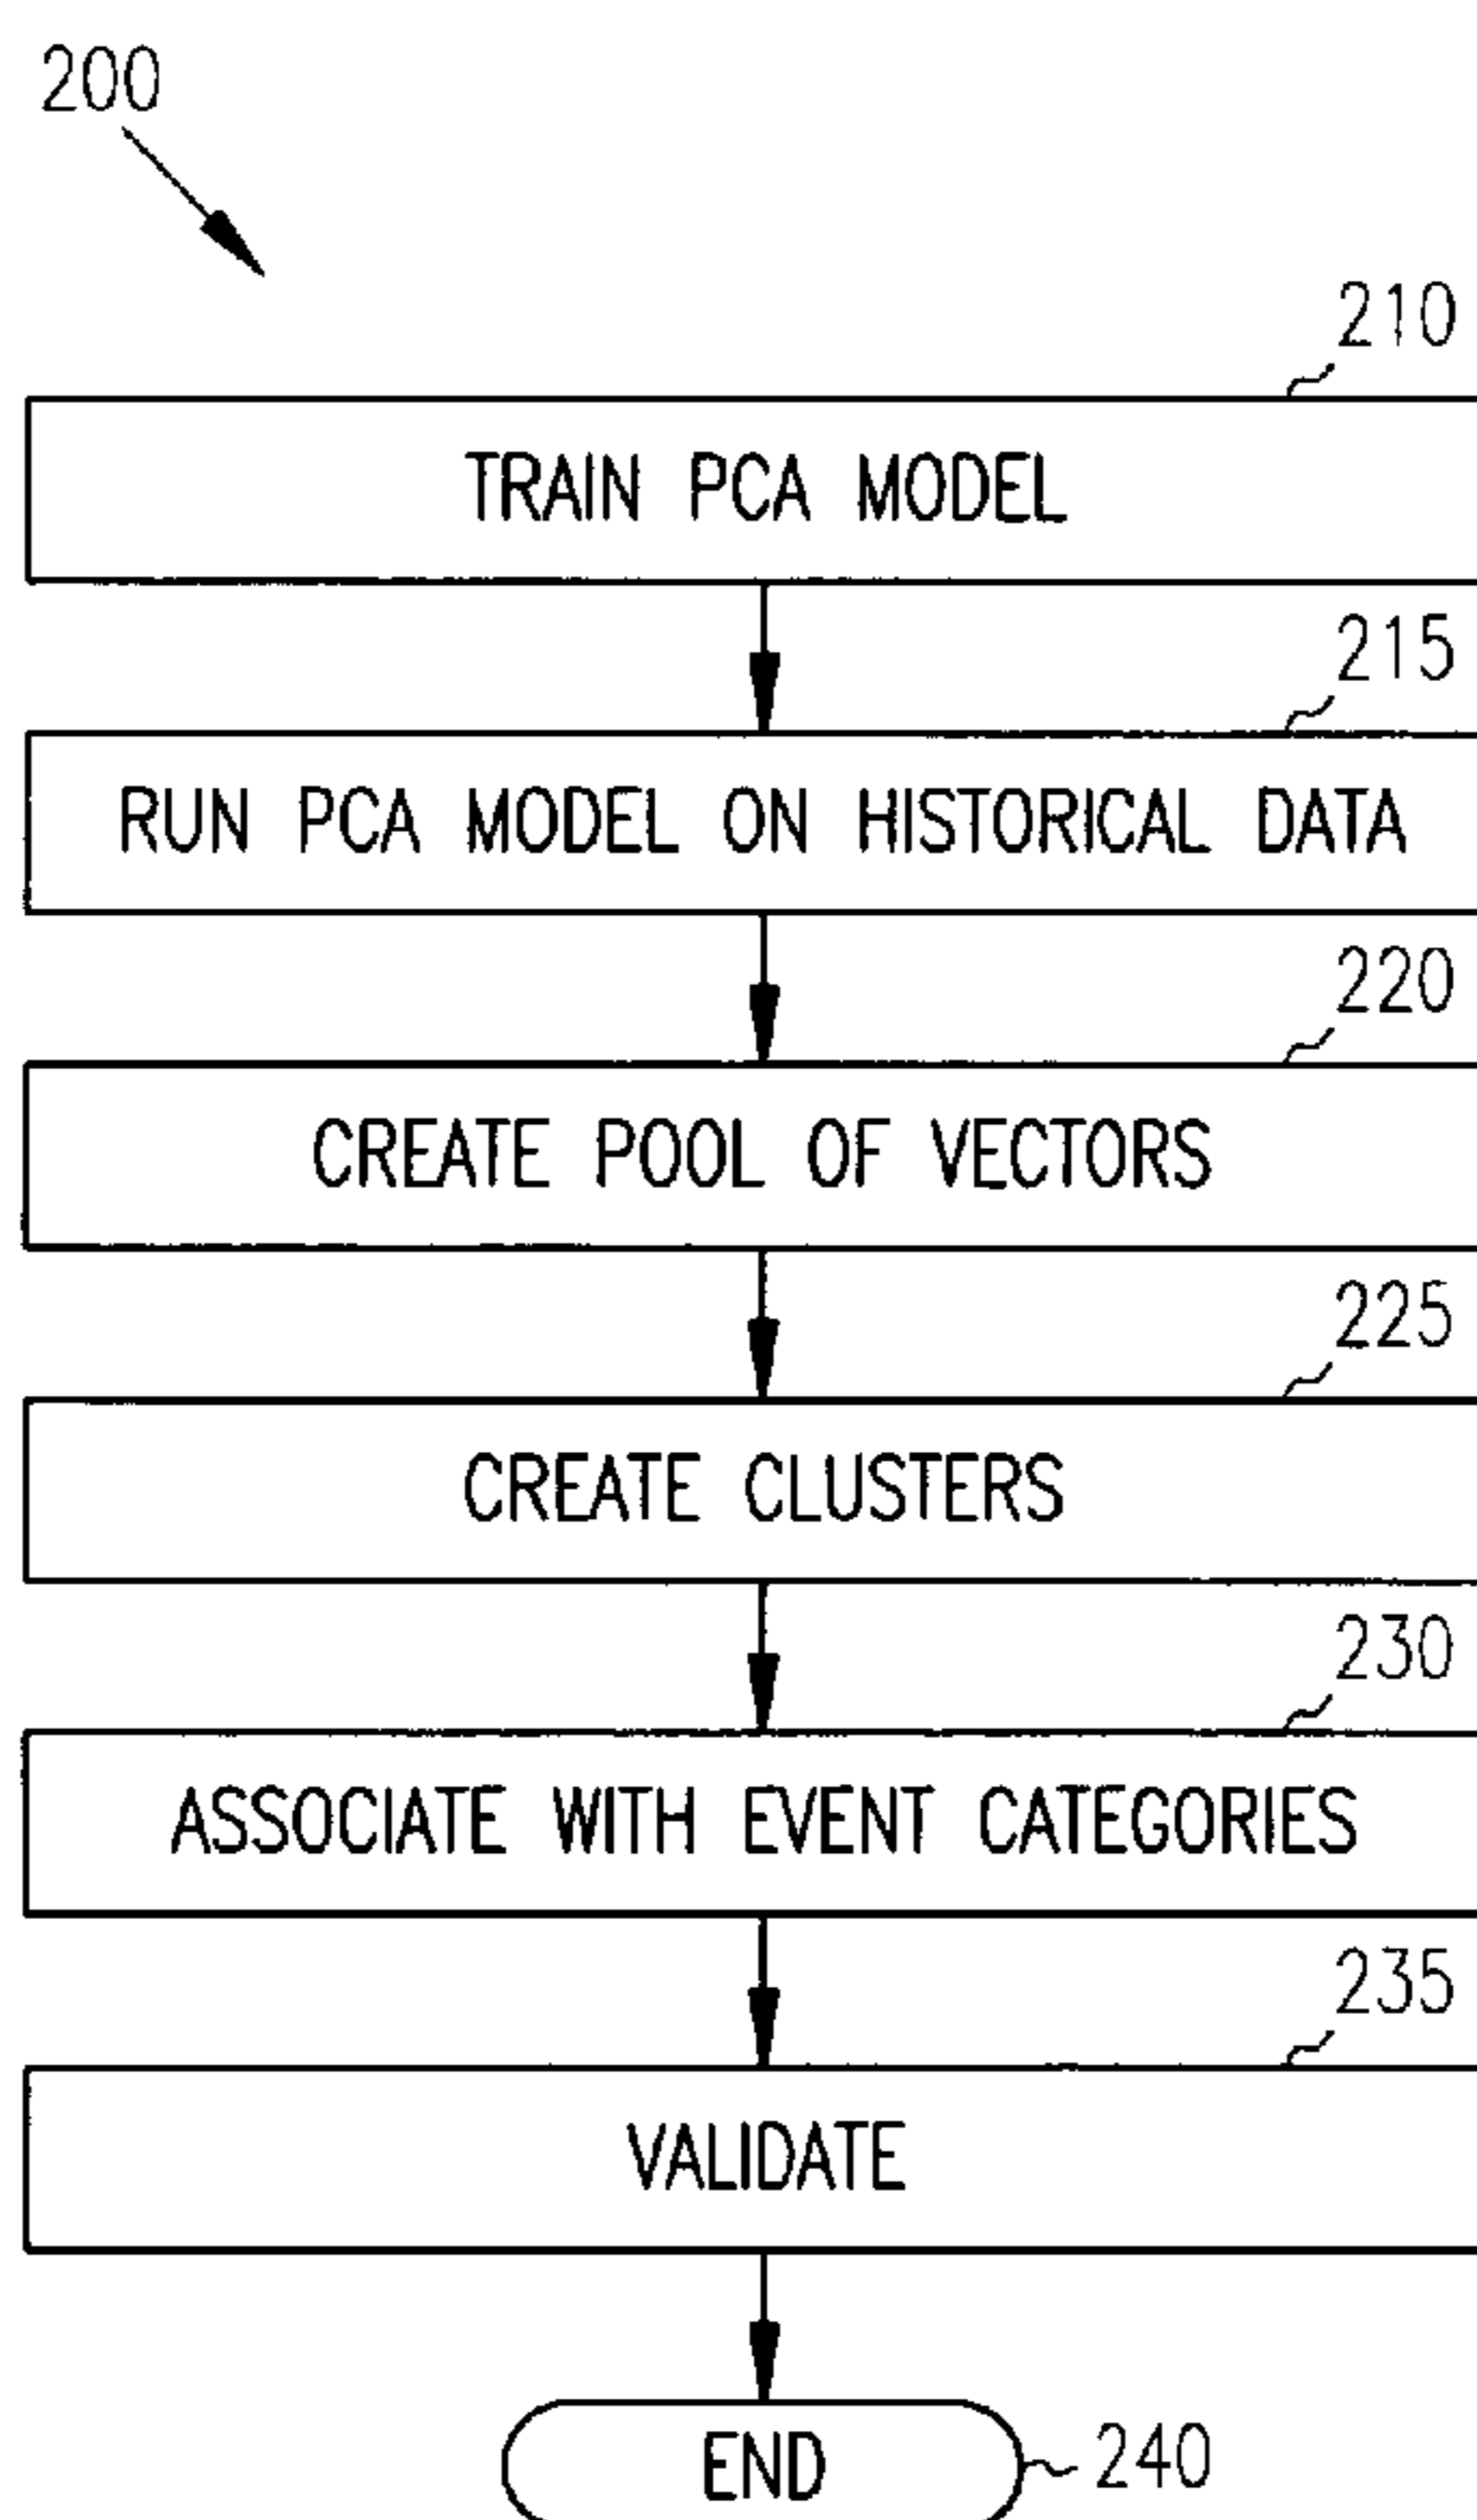 200
210
TRAIN PCA MODEL
215
RUN PCA MODEL ON HISTORICAL DATA
220
CREATE POOL OF VECTORS
225
CREATE CLUSTERS
230
ASSOCIATE WITH EVENT CATEGORIES
235
VALIDATE
END 240